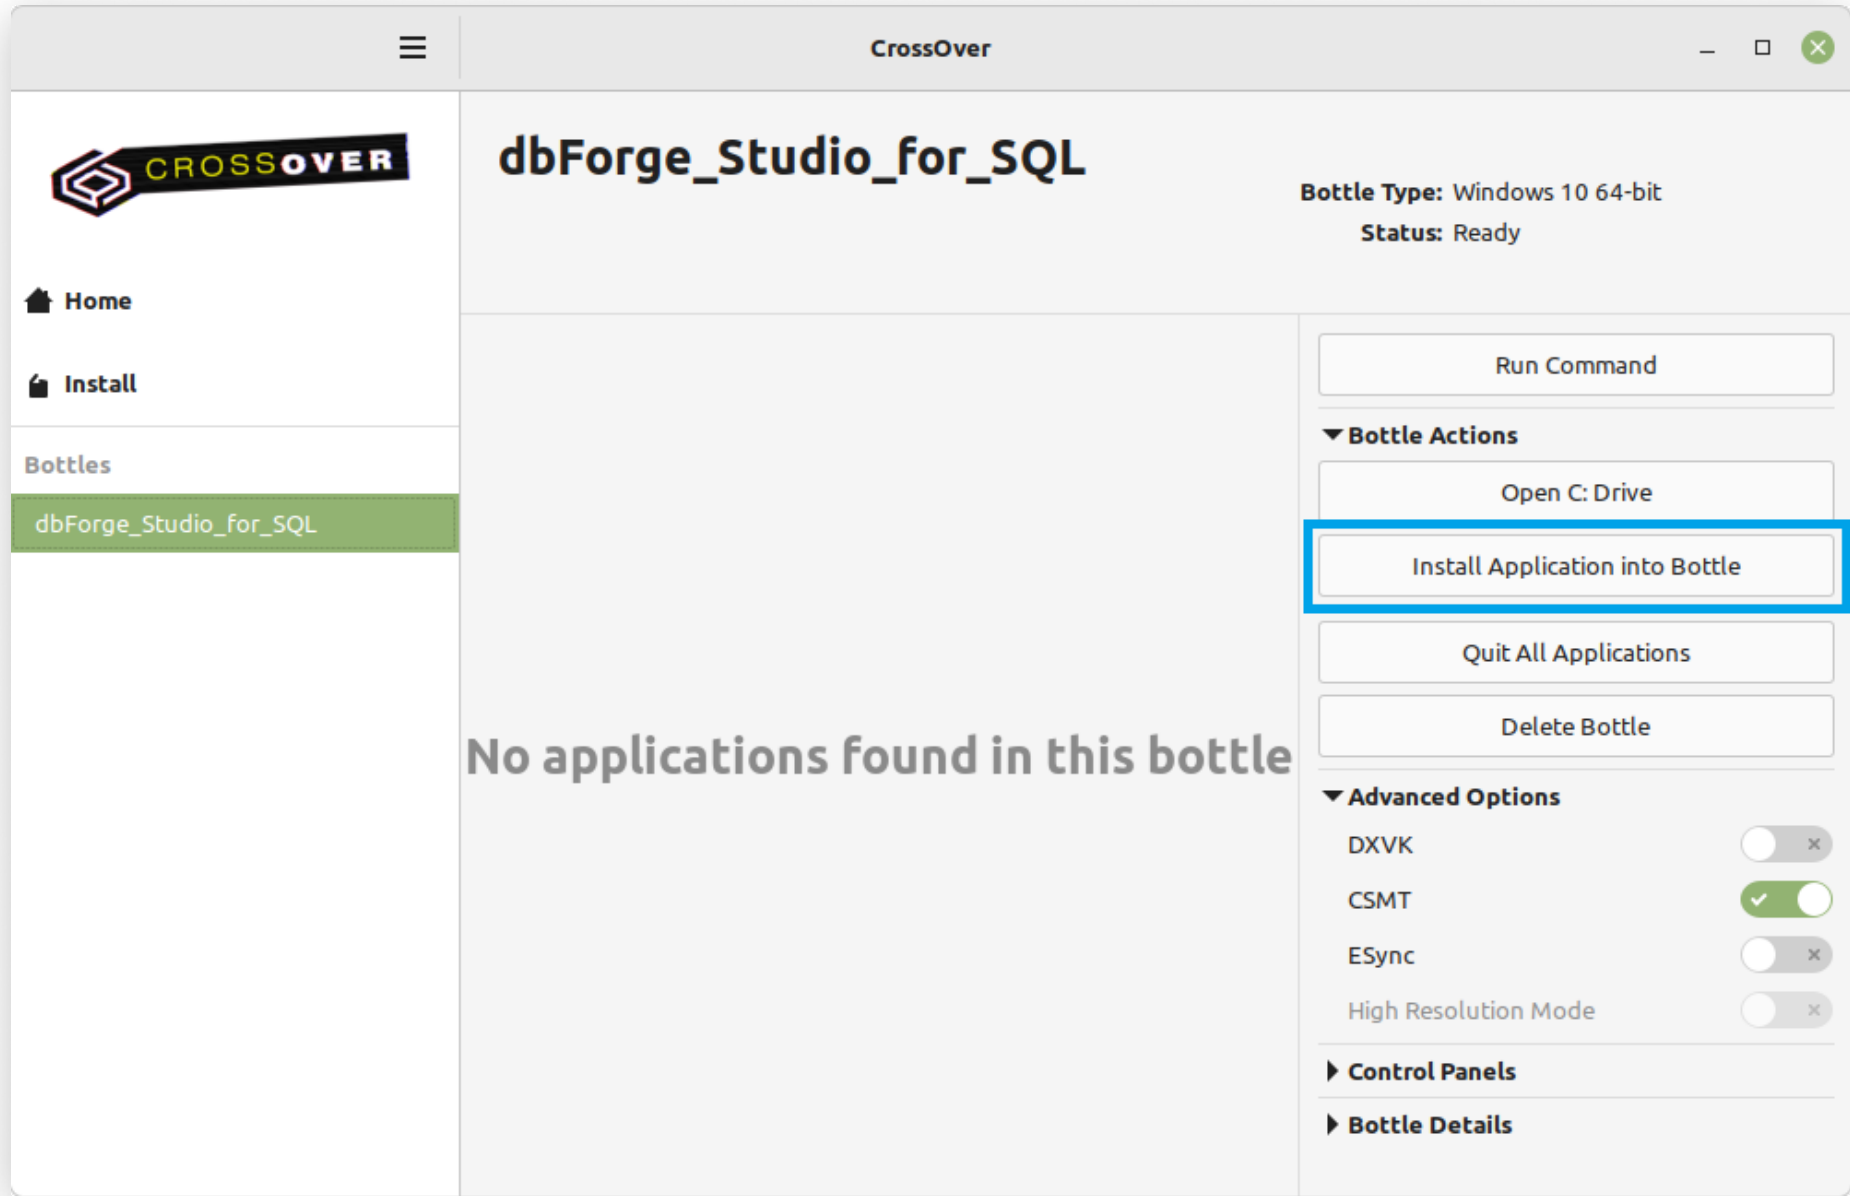 CrossOver
CROSSOVER
Home
Install
Bottles
dbForge_Studio_for_SQL
dbForge_Studio_for_SQL
Bottle Type: Windows 10 64-bit
Status: Ready
No applications found in this bottle
Run Command
Bottle Actions
Open C: Drive
Install Application into Bottle
Quit All Applications
Delete Bottle
Advanced Options
DXVK
CSMT
ESync
High Resolution Mode
Control Panels
Bottle Details